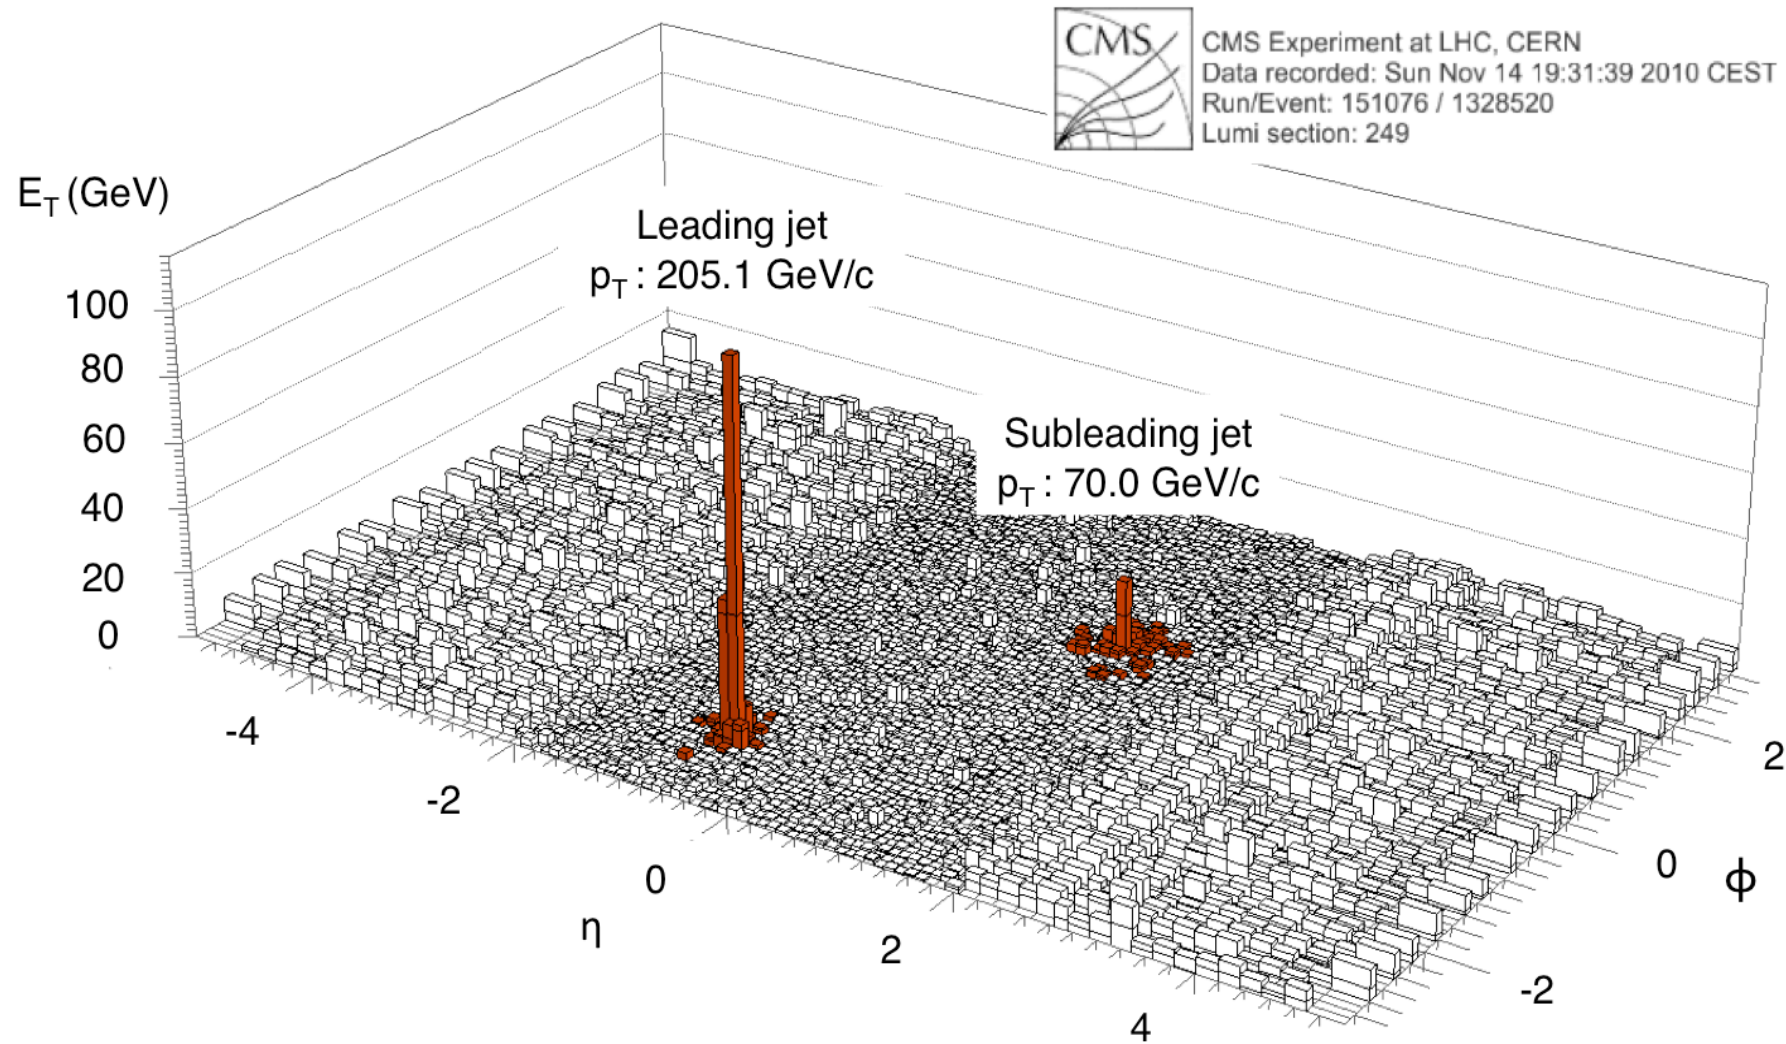 CMS
CMS Experiment at LHC, CERN
Data recorded: Sun Nov 14 19:31:39 2010 CEST
Run/Event: 151076 / 1328520
Lumi section: 249
E_T (GeV)
Leading jet
p_T : 205.1 GeV/c
Subleading jet
p_T : 70.0 GeV/c
100
80
60
40
20
0
-4
-2
0
2
4
η
2
0
-2
ϕ